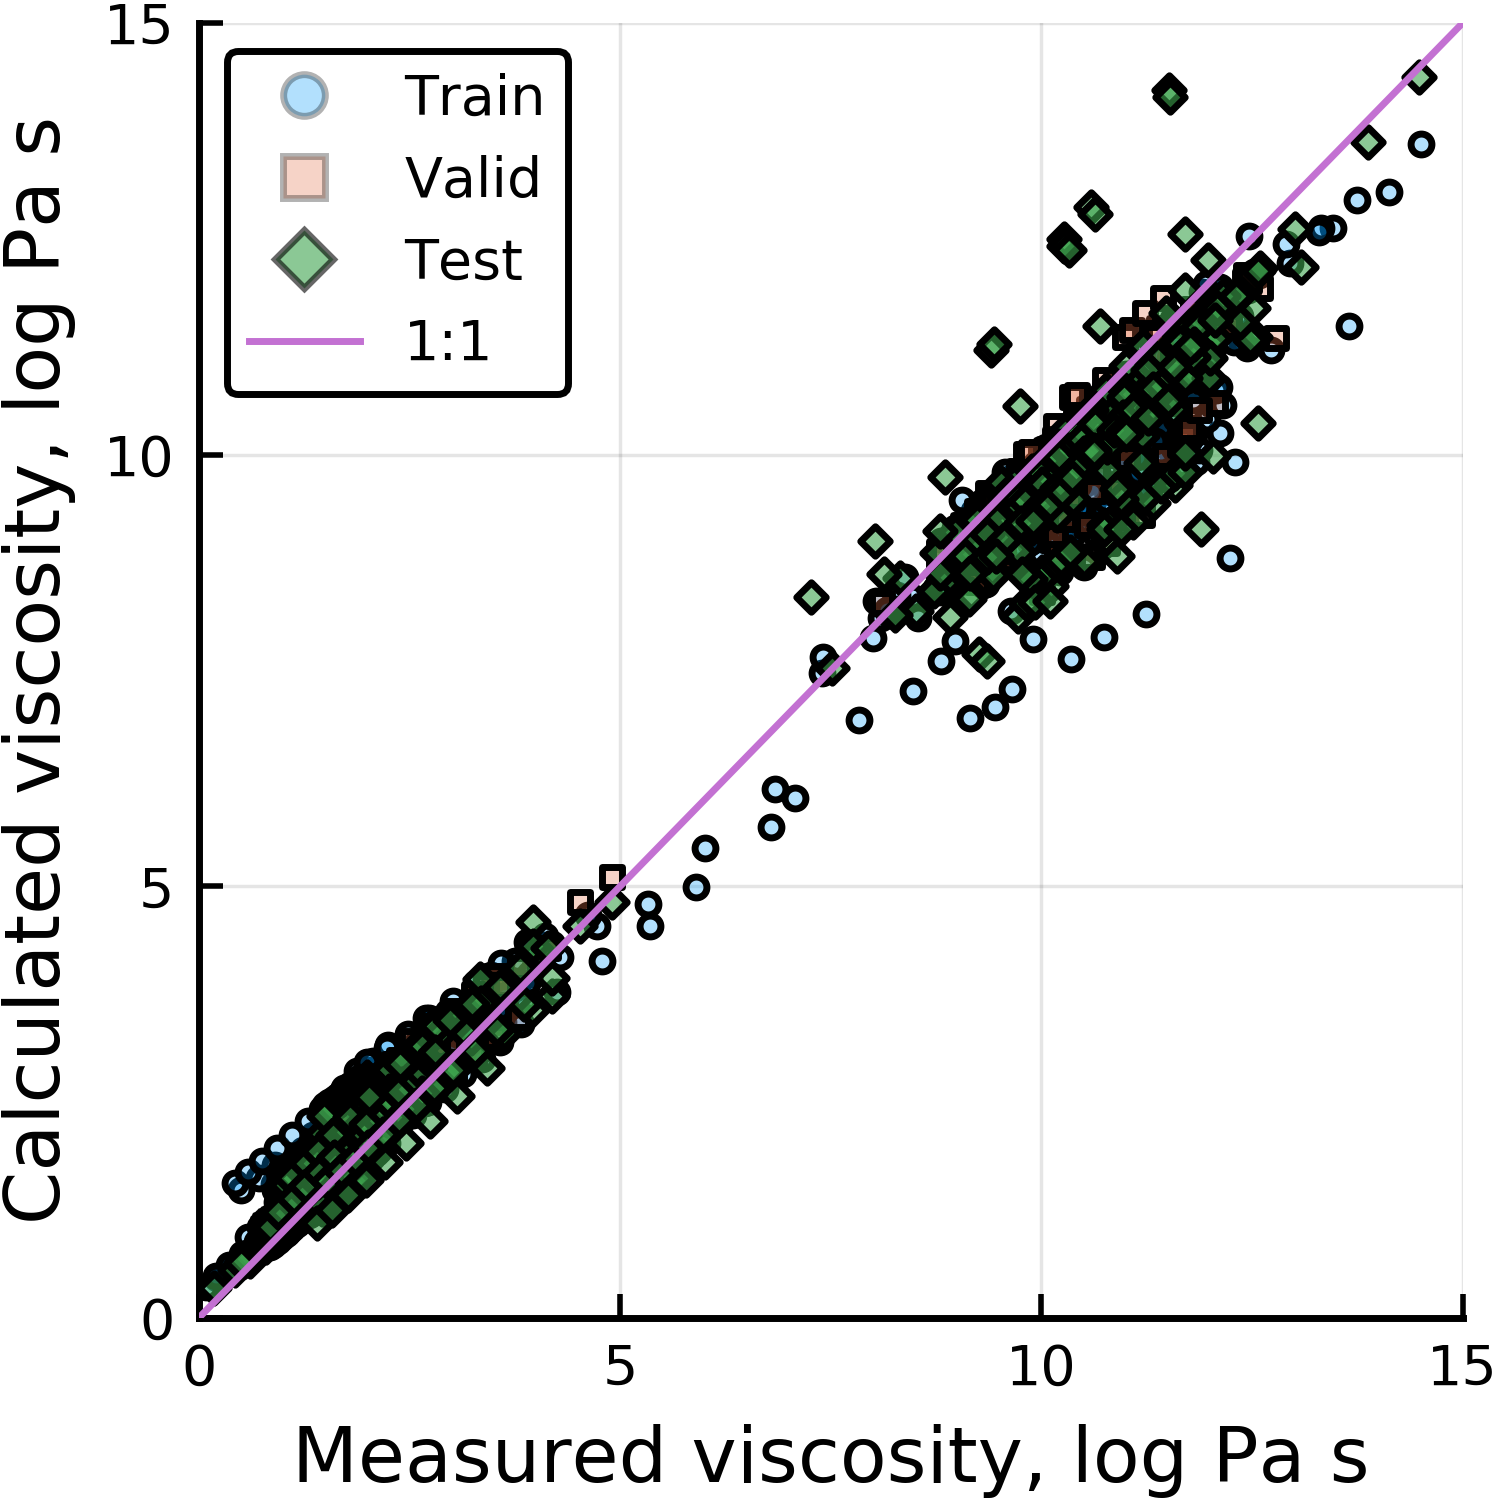 15
10
5
0
0 5 10 15
Calculated viscosity, log Pa s
Measured viscosity, log Pa s
Train
Valid
Test
1:1